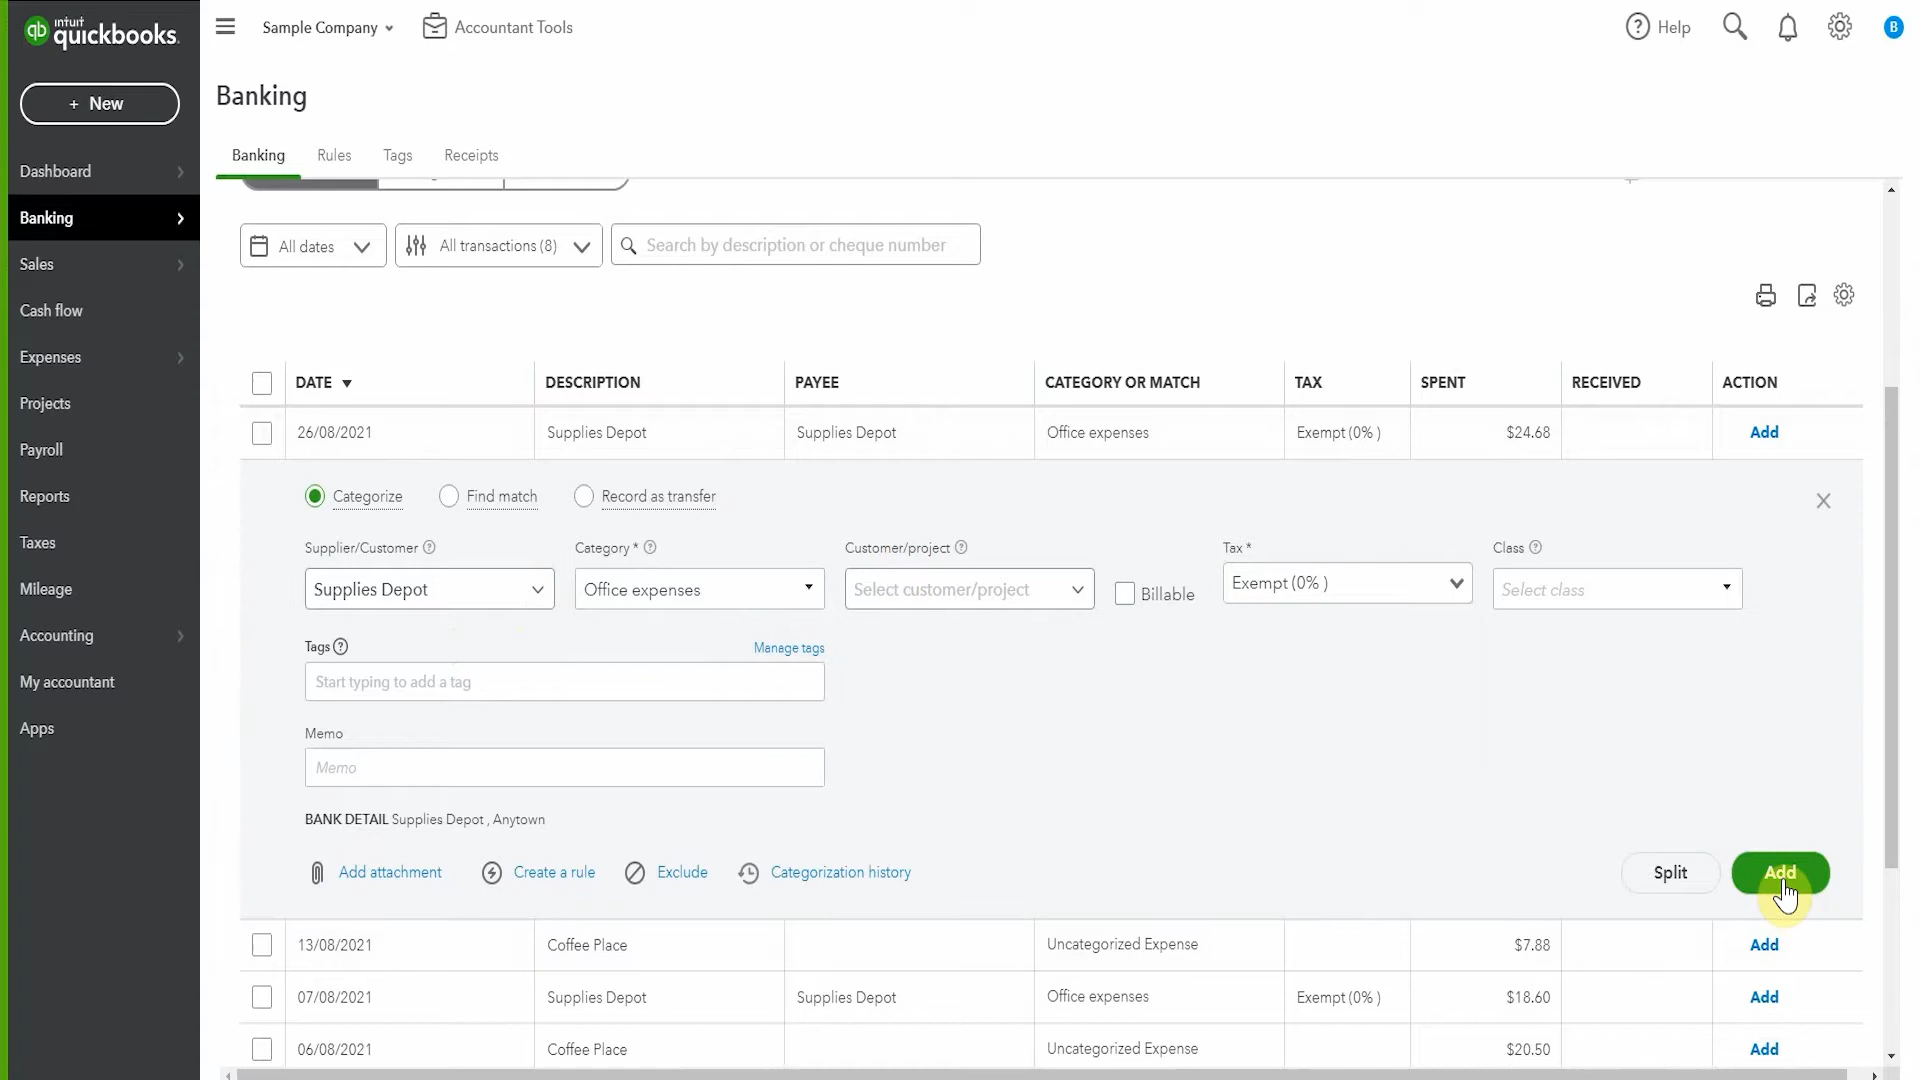 intuit
quickbooks.
Sample Company
Accountant Tools
Help
B
+ New
Dashboard
Banking
Sales
Cash flow
Expenses
Projects
Payroll
Reports
Taxes
Mileage
Accounting
My accountant
Apps
Banking
Banking Rules Tags Receipts
All dates All transactions (8) Search by description or cheque number
DATE DESCRIPTION PAYEE CATEGORY OR MATCH TAX SPENT RECEIVED ACTION
26/08/2021 Supplies Depot Supplies Depot Office expenses Exempt (0% ) $24.68 Add
Categorize Find match Record as transfer
Supplier/Customer Category * Customer/project Tax * Class
Supplies Depot Office expenses Select customer/project Billable Exempt (0% ) Select class
Tags Manage tags
Start typing to add a tag
Memo
Memo
BANK DETAIL Supplies Depot , Anytown
Add attachment Create a rule Exclude Categorization history Split Add
13/08/2021 Coffee Place Uncategorized Expense $7.88 Add
07/08/2021 Supplies Depot Supplies Depot Office expenses Exempt (0% ) $18.60 Add
06/08/2021 Coffee Place Uncategorized Expense $20.50 Add